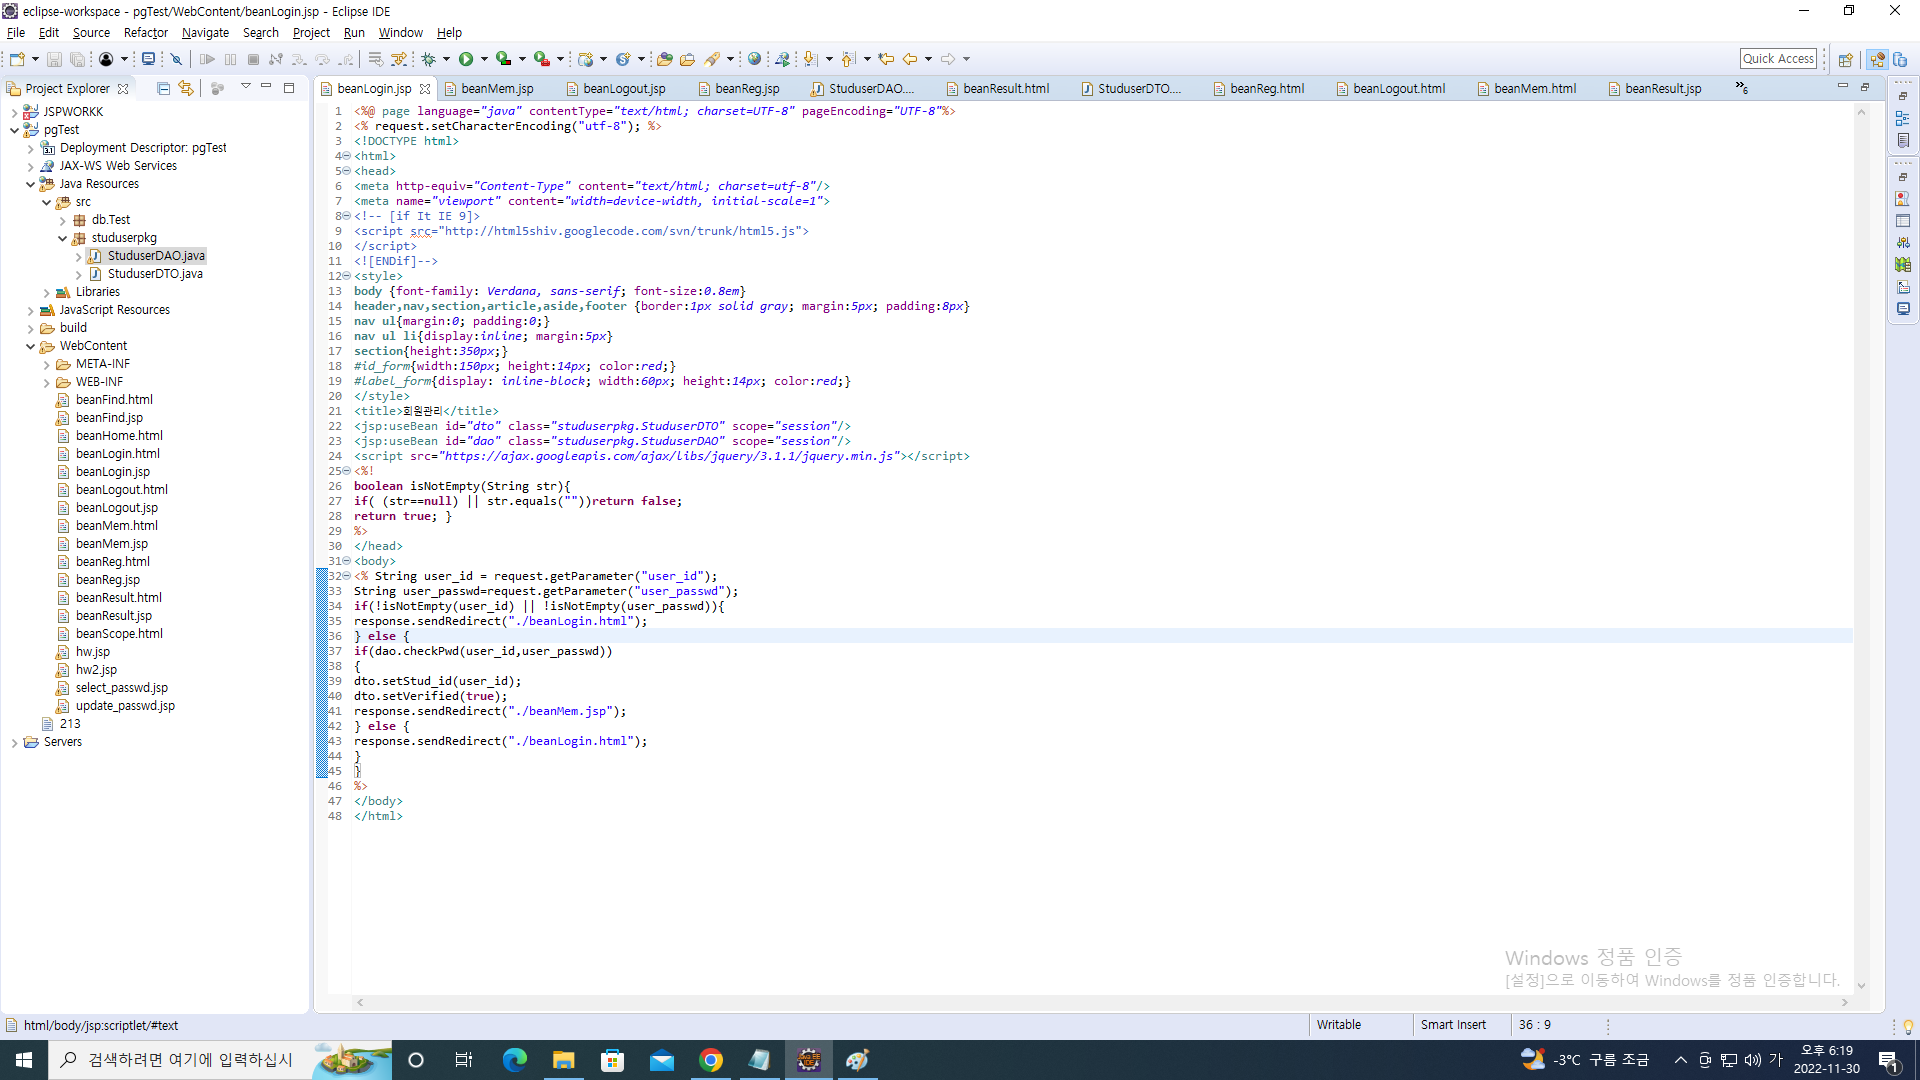 eclipse-workspace - pgTest/WebContent/beanLogin.jsp - Eclipse IDE
File Edit Source Refactor Navigate Search Project Run Window Help
Quick Access
Project Explorer
JSPWORKK
pgTest
Deployment Descriptor: pgTest
JAX-WS Web Services
Java Resources
src
db.Test
studuserpkg
StuduserDAO.java
StuduserDTO.java
Libraries
JavaScript Resources
build
WebContent
META-INF
WEB-INF
beanFind.html
beanFind.jsp
beanHome.html
beanLogin.html
beanLogin.jsp
beanLogout.html
beanLogout.jsp
beanMem.html
beanMem.jsp
beanReg.html
beanReg.jsp
beanResult.html
beanResult.jsp
beanScope.html
hw.jsp
hw2.jsp
select_passwd.jsp
update_passwd.jsp
213
Servers
beanLogin.jsp beanMem.jsp beanLogout.jsp beanReg.jsp StuduserDAO.... beanResult.html StuduserDTO.... beanReg.html beanLogout.html beanMem.html beanResult.jsp »6
1 <%@ page language="java" contentType="text/html; charset=UTF-8" pageEncoding="UTF-8"%>
2 <% request.setCharacterEncoding("utf-8"); %>
3 <!DOCTYPE html>
4 <html>
5 <head>
6 <meta http-equiv="Content-Type" content="text/html; charset=utf-8"/>
7 <meta name="viewport" content="width=device-width, initial-scale=1">
8 <!-- [if It IE 9]>
9 <script src="http://html5shiv.googlecode.com/svn/trunk/html5.js">
10 </script>
11 <![ENDif]-->
12 <style>
13 body {font-family: Verdana, sans-serif; font-size:0.8em}
14 header,nav,section,article,aside,footer {border:1px solid gray; margin:5px; padding:8px}
15 nav ul{margin:0; padding:0;}
16 nav ul li{display:inline; margin:5px}
17 section{height:350px;}
18 #id_form{width:150px; height:14px; color:red;}
19 #label_form{display: inline-block; width:60px; height:14px; color:red;}
20 </style>
21 <title>회원관리</title>
22 <jsp:useBean id="dto" class="studuserpkg.StuduserDTO" scope="session"/>
23 <jsp:useBean id="dao" class="studuserpkg.StuduserDAO" scope="session"/>
24 <script src="https://ajax.googleapis.com/ajax/libs/jquery/3.1.1/jquery.min.js"></script>
25 <%!
26 boolean isNotEmpty(String str){
27 if( (str==null) || str.equals(""))return false;
28 return true; }
29 %>
30 </head>
31 <body>
32 <% String user_id = request.getParameter("user_id");
33 String user_passwd=request.getParameter("user_passwd");
34 if(!isNotEmpty(user_id) || !isNotEmpty(user_passwd)){
35 response.sendRedirect("./beanLogin.html");
36 } else {
37 if(dao.checkPwd(user_id,user_passwd))
38 {
39 dto.setStud_id(user_id);
40 dto.setVerified(true);
41 response.sendRedirect("./beanMem.jsp");
42 } else {
43 response.sendRedirect("./beanLogin.html");
44 }
45 }
46 %>
47 </body>
48 </html>
Windows 정품 인증
[설정]으로 이동하여 Windows를 정품 인증합니다.
html/body/jsp:scriptlet/#text Writable Smart Insert 36 : 9
검색하려면 여기에 입력하십시 -3°C 구름 조금 가 오후 6:19
2022-11-30 1